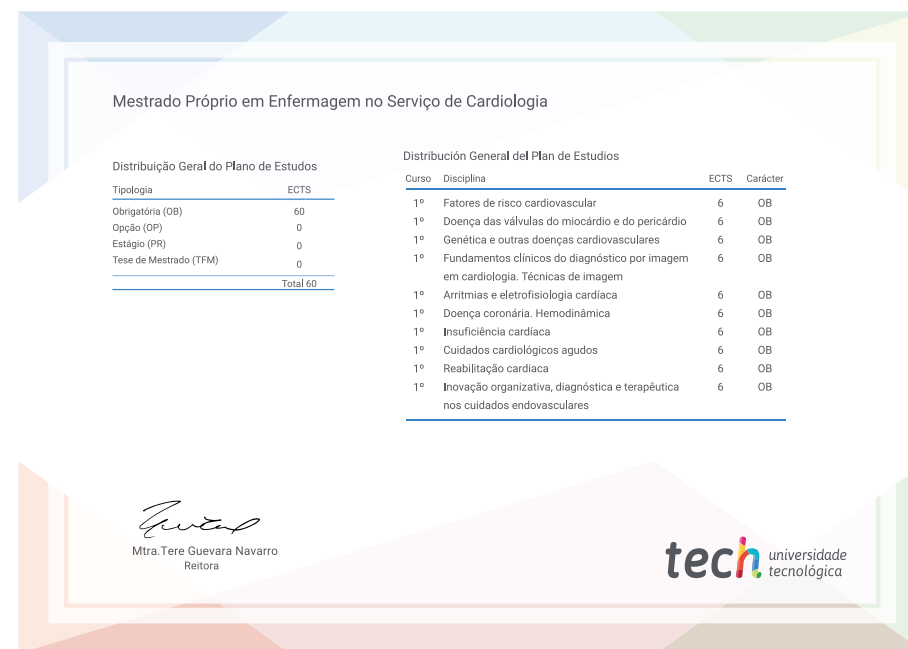 Mestrado Próprio em Enfermagem no Serviço de Cardiologia
Distribuição Geral do Plano de Estudos
Tipologia ECTS
Obrigatória (OB) 60
Opção (OP) 0
Estágio (PR) 0
Tese de Mestrado (TFM) 0
Total 60
Distribución General del Plan de Estudios
Curso Disciplina ECTS Carácter
1º Fatores de risco cardiovascular 6 OB
1º Doença das válvulas do miocárdio e do pericárdio 6 OB
1º Genética e outras doenças cardiovasculares 6 OB
1º Fundamentos clínicos do diagnóstico por imagem 6 OB
em cardiologia. Técnicas de imagem
1º Arritmias e eletrofisiologia cardíaca 6 OB
1º Doença coronária. Hemodinâmica 6 OB
1º Insuficiência cardíaca 6 OB
1º Cuidados cardiológicos agudos 6 OB
1º Reabilitação cardiaca 6 OB
1º Inovação organizativa, diagnóstica e terapêutica 6 OB
nos cuidados endovasculares
Mtra.Tere Guevara Navarro
Reitora
tech universidade
tecnológica